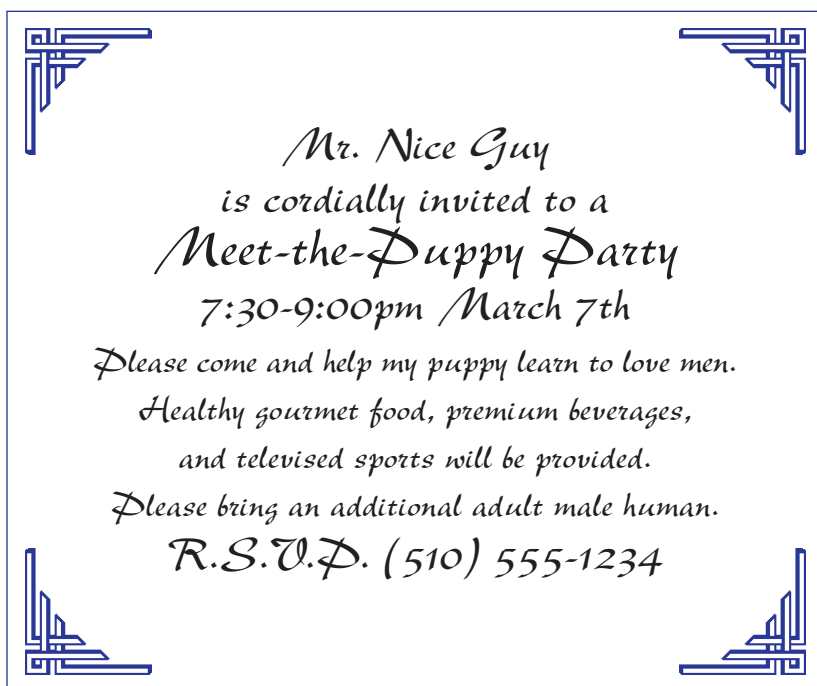 Mr. Nice Guy
is cordially invited to a
Meet-the-Puppy Party
7:30-9:00pm March 7th
Please come and help my puppy learn to love men.
Healthy gourmet food, premium beverages,
and televised sports will be provided.
Please bring an additional adult male human.
R.S.V.P. (510) 555-1234